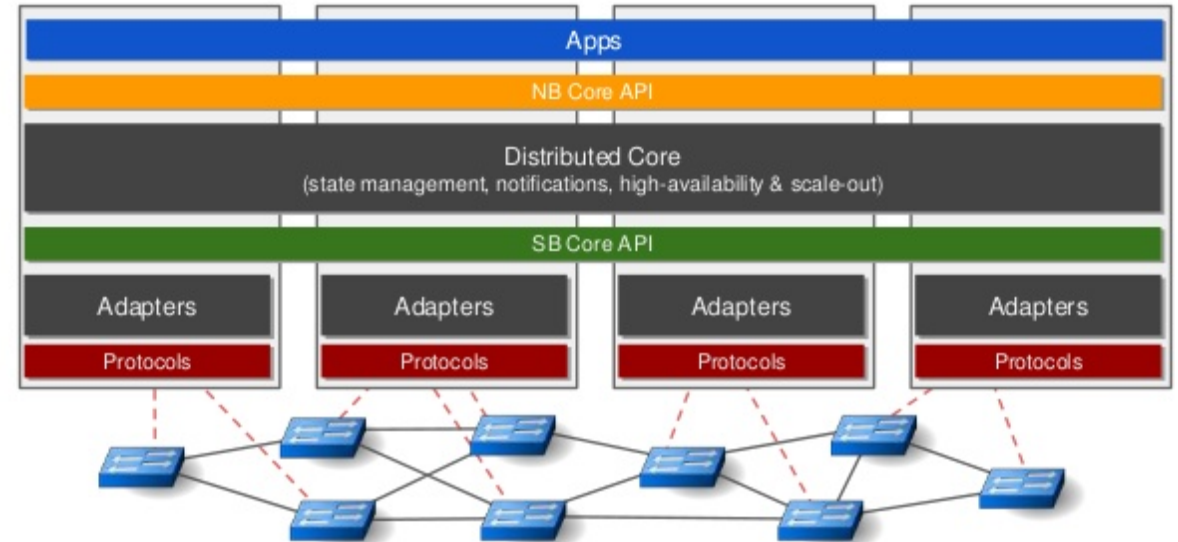 Apps
NB Core API
Distributed Core
(state management, notifications, high-availability & scale-out)
SB Core API
Adapters
Adapters
Adapters
Adapters
Protocols
Protocols
Protocols
Protocols